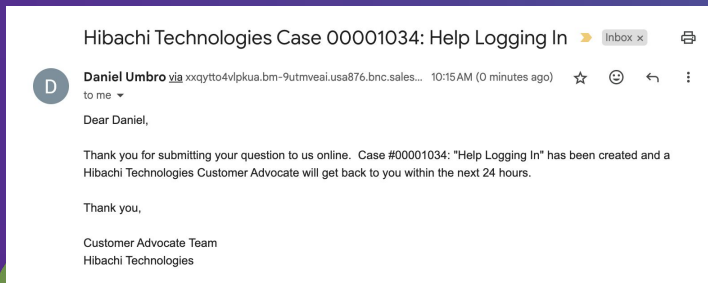 Hibachi Technologies Case 00001034: Help Logging In Inbox ×
D
Daniel Umbro via xxqytto4vlpkua.bm-9utmveai.usa876.bnc.sales... 10:15 AM (0 minutes ago)
to me
Dear Daniel,
Thank you for submitting your question to us online. Case #00001034: "Help Logging In" has been created and a
Hibachi Technologies Customer Advocate will get back to you within the next 24 hours.
Thank you,
Customer Advocate Team
Hibachi Technologies